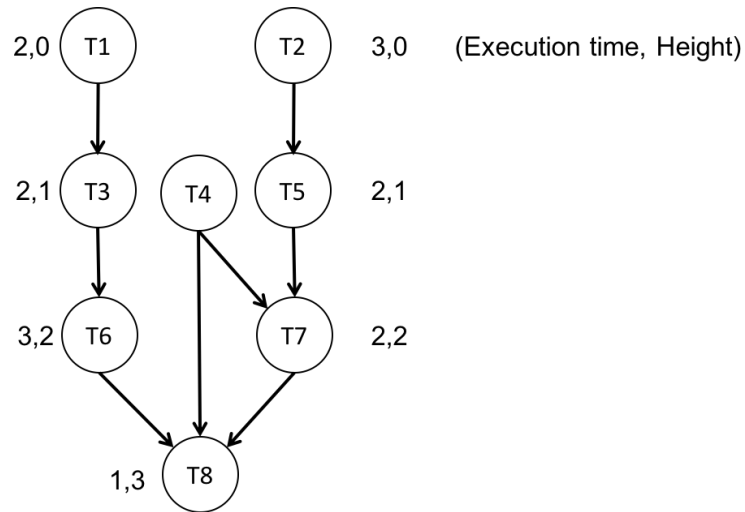 2,0 T1 T2 3,0 (Execution time, Height)
2,1 T3 T4 T5 2,1
3,2 T6 T7 2,2
1,3 T8